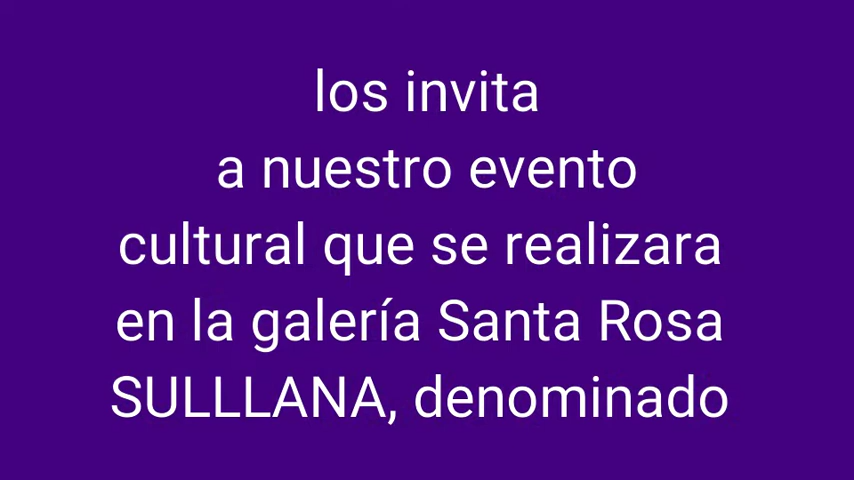 los invita
a nuestro evento
cultural que se realizara
en la galería Santa Rosa
SULLLANA, denominado